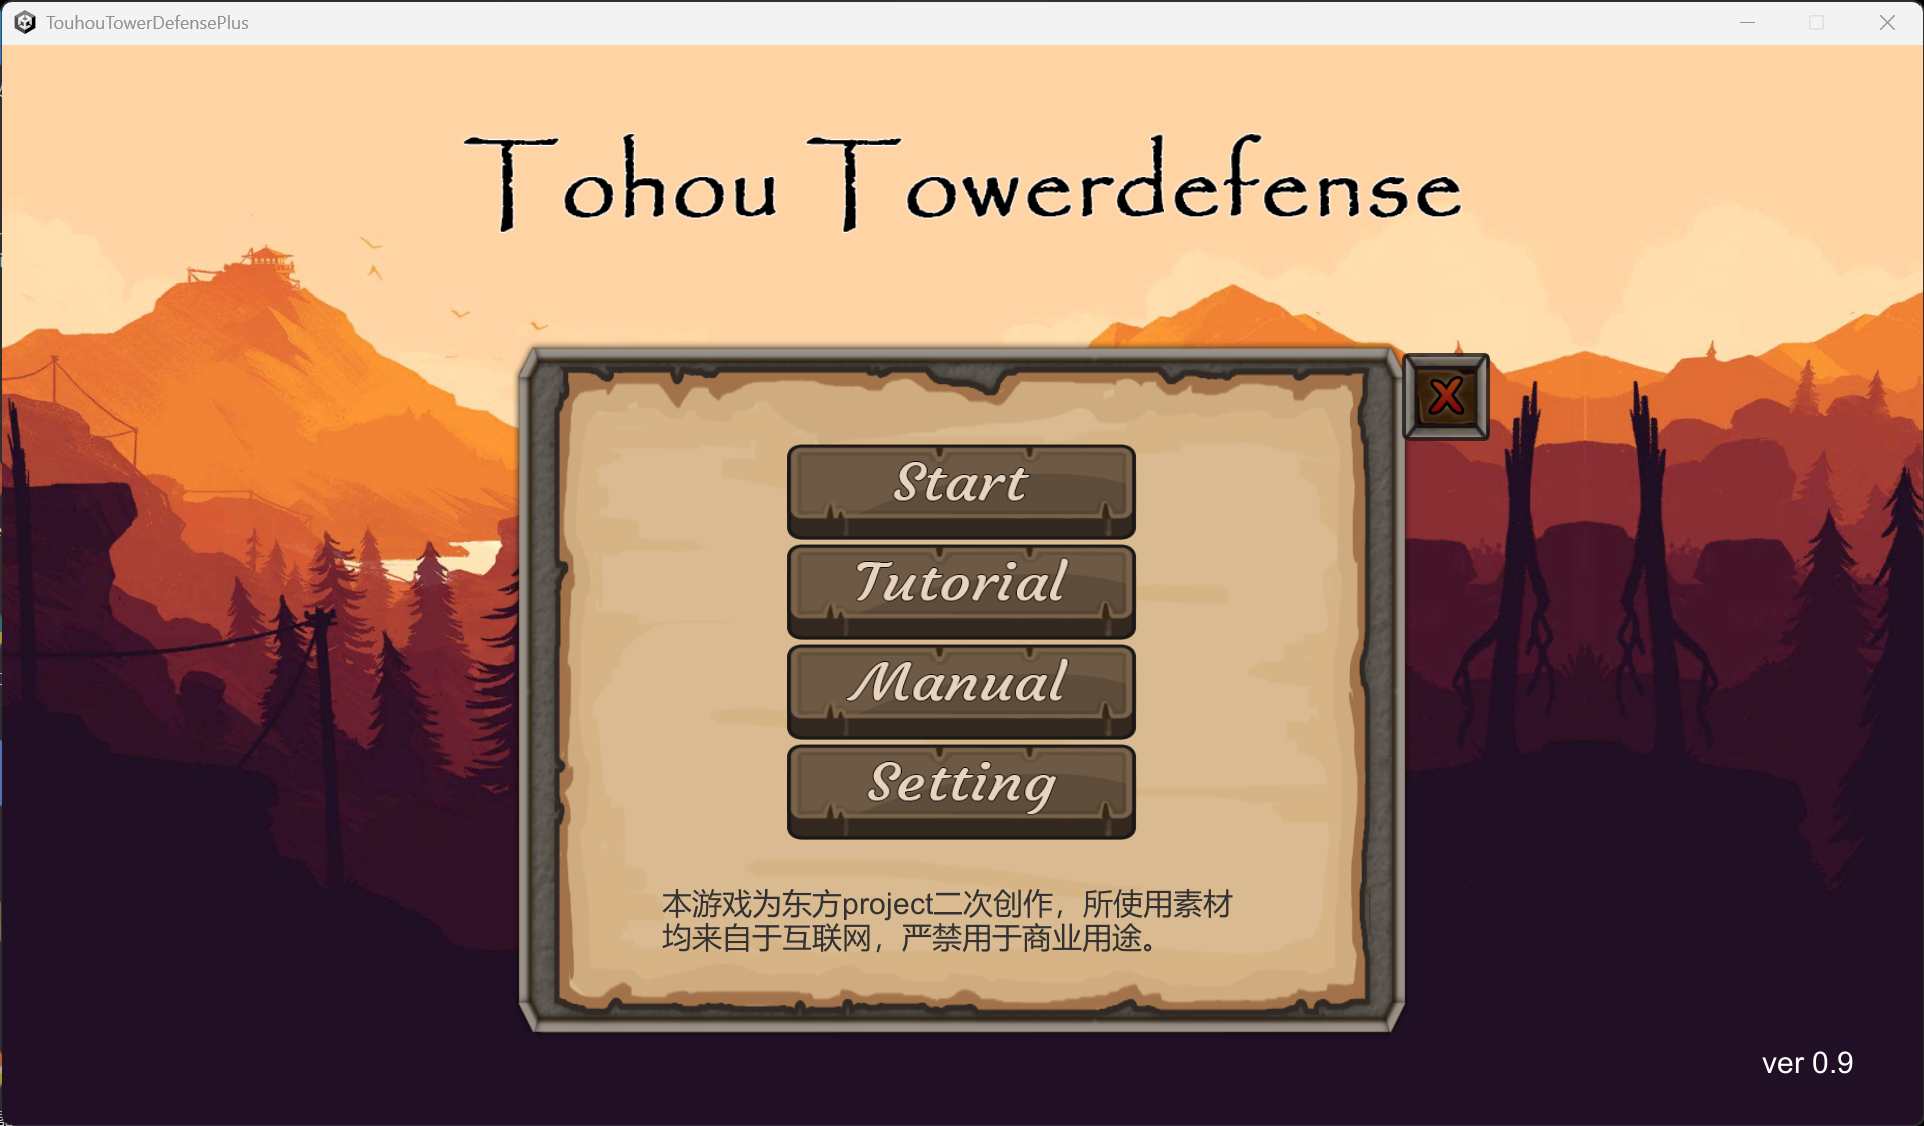 TouhouTowerDefensePlus
Tohou Towerdefense
Start
Tutorial
Manual
Setting
本游戏为东方project二次创作，所使用素材
均来自于互联网，严禁用于商业用途。
ver 0.9